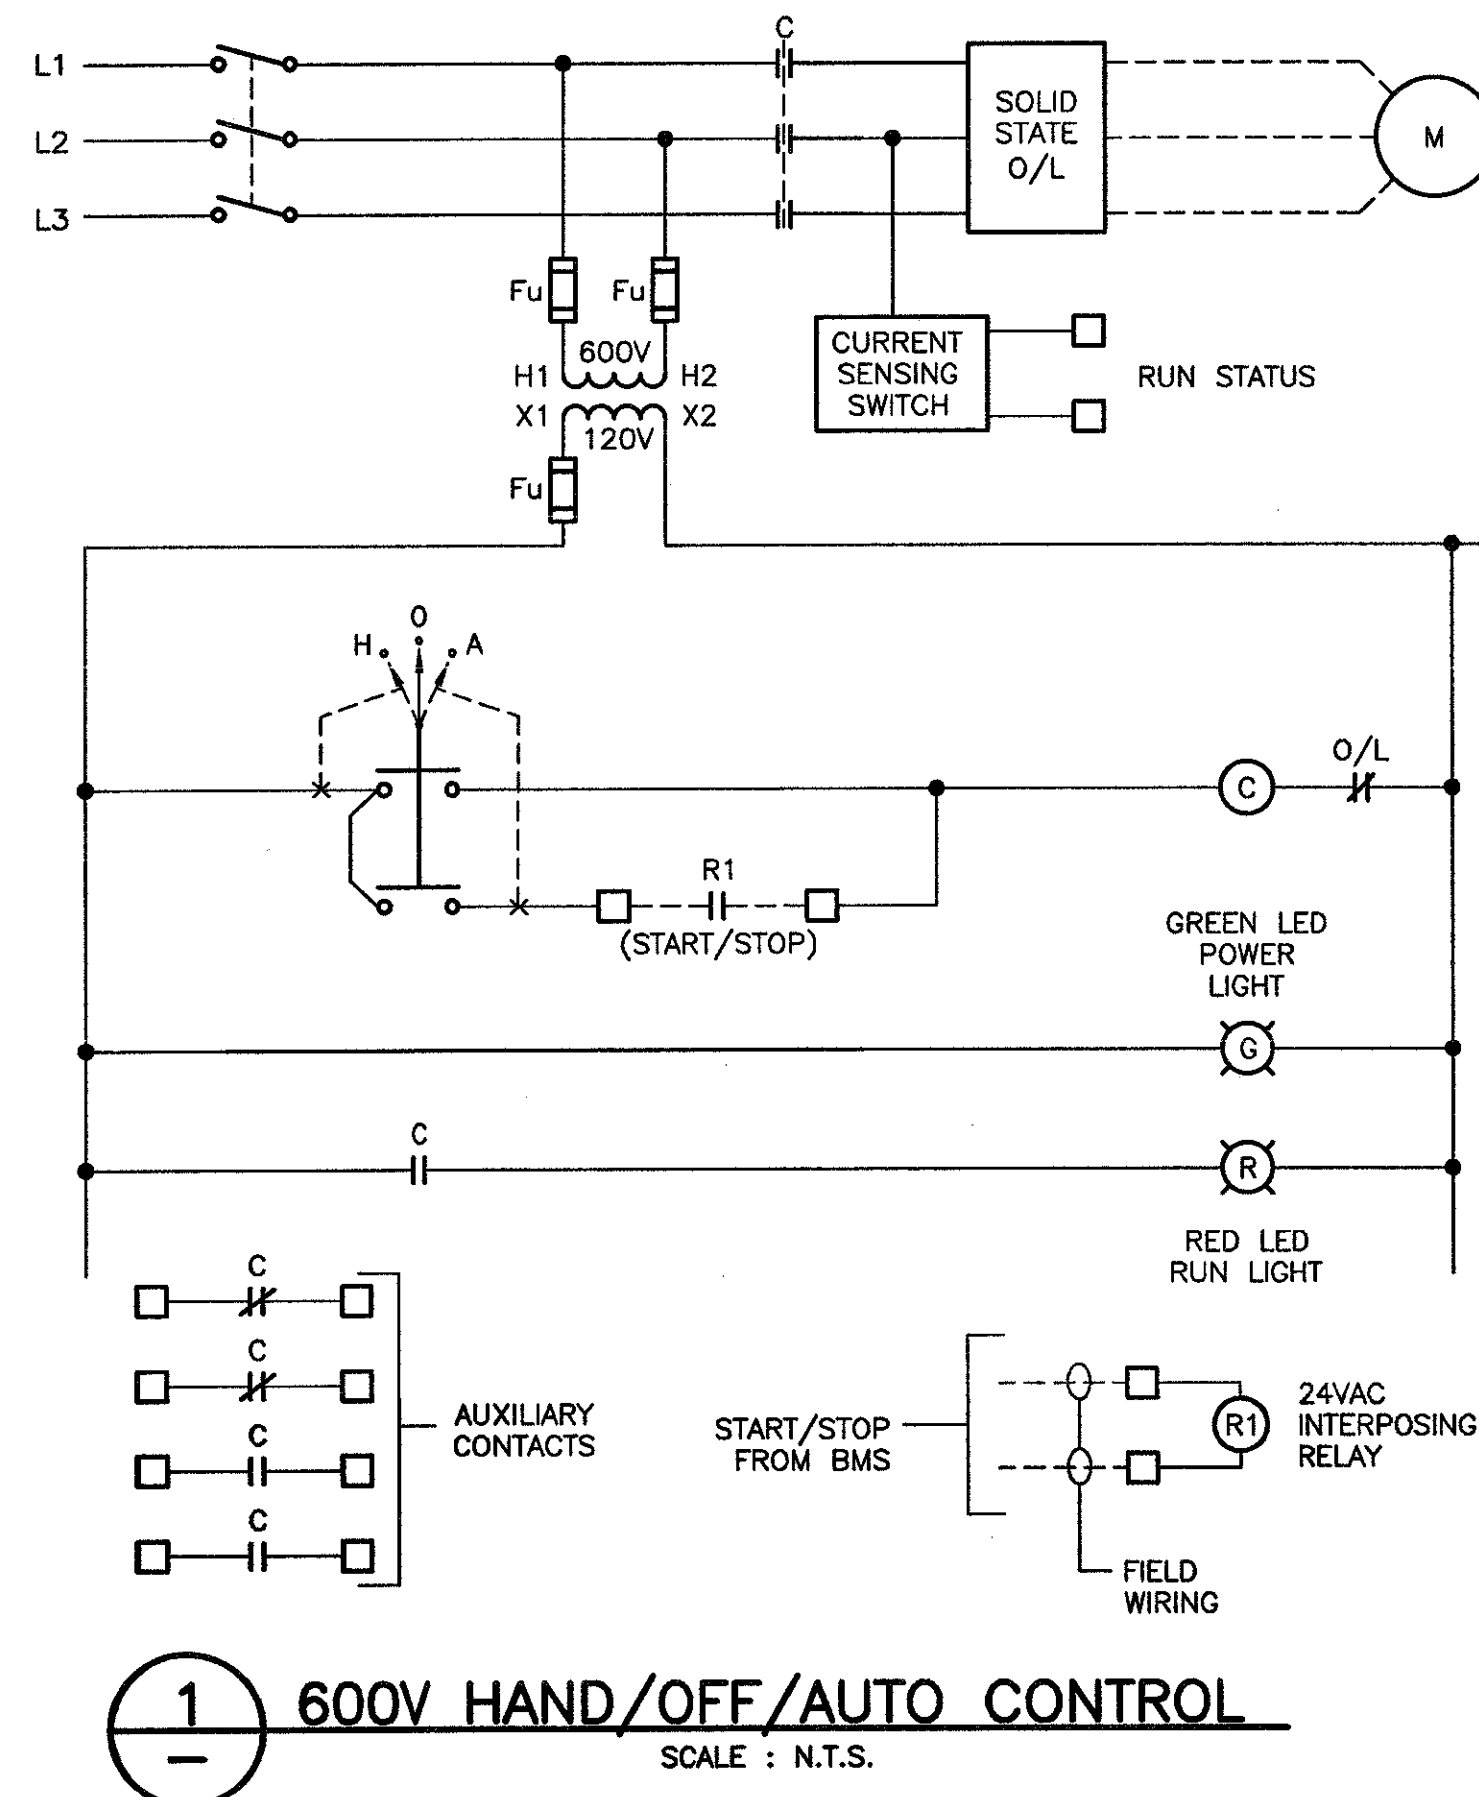 C
L1
SOLID
STATE
O/L
M
L2
L3
Fu
Fu
600V
H1
H2
X1
X2
120V
Fu
CURRENT
SENSING
SWITCH
RUN STATUS
O
H
A
O/L
C
R1
(START/STOP)
GREEN LED
POWER
LIGHT
G
C
R
RED LED
RUN LIGHT
C
C
C
C
AUXILIARY
CONTACTS
START/STOP
FROM BMS
R1
24VAC
INTERPOSING
RELAY
FIELD
WIRING
1
–
600V HAND/OFF/AUTO CONTROL
SCALE : N.T.S.